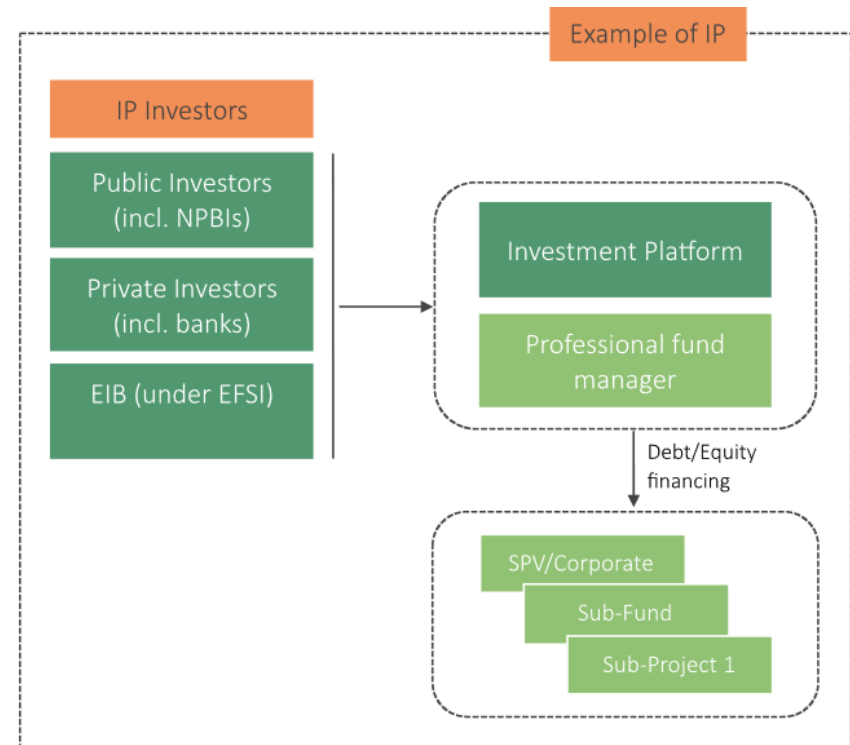 Example of IP
IP Investors
Public Investors
(incl. NPBIs)
Private Investors
(incl. banks)
EIB (under EFSI)
Investment Platform
Professional fund
manager
Debt/Equity
financing
SPV/Corporate
Sub-Fund
Sub-Project 1